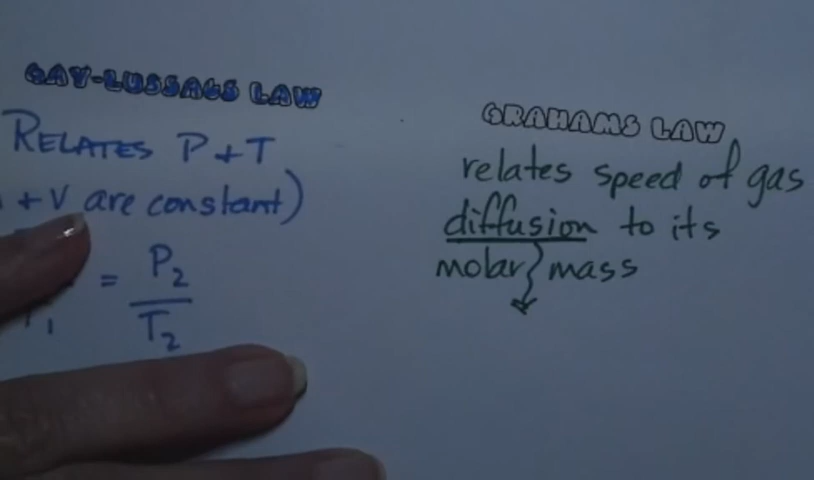 GAY-LUSSACS LAW
RELATES P + T
+ V are constant)
= P2
T1 T2
GRAHAMS LAW
relates speed of gas
diffusion to its
molar mass